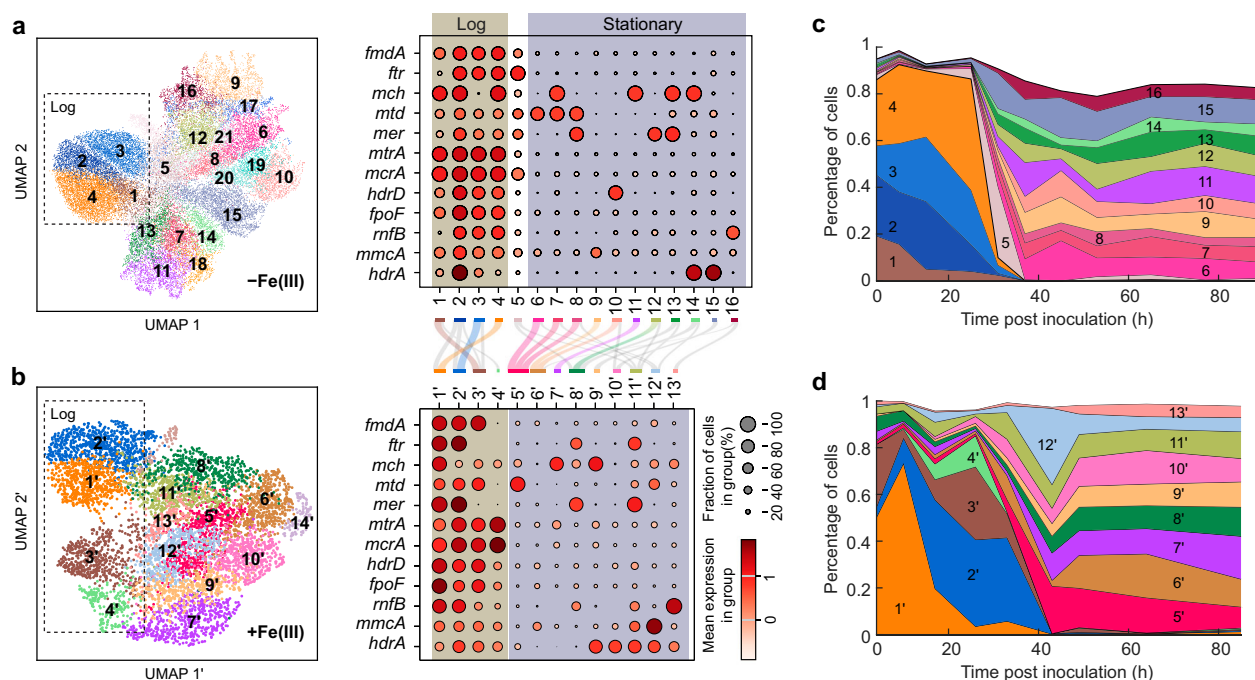 a
Log
16
9
17
12
21
6
3
2
5
8
19
20
10
4
1
15
13
7
14
11
18
−Fe(III)
UMAP 2
UMAP 1
Log
Stationary
fmdA
ftr
mch
mtd
mer
mtrA
mcrA
hdrD
fpoF
rnfB
mmcA
hdrA
1
2
3
4
5
6
7
8
9
10
11
12
13
14
15
16
c
Percentage of cells
1
0.8
0.6
0.4
0.2
0
4
3
2
1
5
16
15
14
13
12
11
10
9
8
7
6
0
20
40
60
80
Time post inoculation (h)
b
Log
2'
1'
8'
11'
6'
13'
5'
14'
12'
3'
10'
9'
4'
7'
+Fe(III)
UMAP 2'
UMAP 1'
1'
2'
3'
4'
5'
6'
7'
8'
9'
10'
11'
12'
13'
fmdA
ftr
mch
mtd
mer
mtrA
mcrA
hdrD
fpoF
rnfB
mmcA
hdrA
Fraction of cells
in group(%)
100
80
60
40
20
Mean expression
in group
1
0
d
Percentage of cells
1
0.8
0.6
0.4
0.2
0
4'
3'
2'
1'
12'
13'
11'
10'
9'
8'
7'
6'
5'
0
20
40
60
80
Time post inoculation (h)